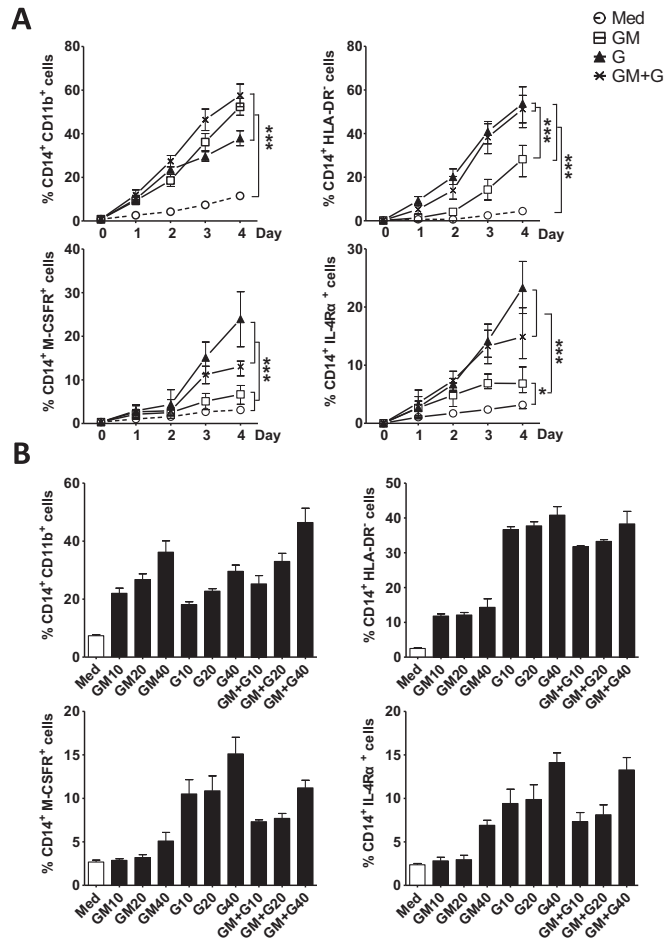 A
Med
GM
G
GM+G
% CD14+ CD11b+ cells
80
60
40
20
0
0 1 2 3 4 Day
***
% CD14+ HLA-DR- cells
80
60
40
20
0
0 1 2 3 4 Day
***
***
% CD14+ M-CSFR+ cells
40
30
20
10
0
0 1 2 3 4 Day
***
% CD14+ IL-4Rα + cells
30
20
10
0
0 1 2 3 4 Day
*
***
B
% CD14+ CD11b+ cells
60
40
20
0
Med GM10 GM20 GM40 G10 G20 G40 GM+G10 GM+G20 GM+G40
% CD14+ HLA-DR- cells
50
40
30
20
10
0
Med GM10 GM20 GM40 G10 G20 G40 GM+G10 GM+G20 GM+G40
% CD14+ M-CSFR+ cells
20
15
10
5
0
Med GM10 GM20 GM40 G10 G20 G40 GM+G10 GM+G20 GM+G40
% CD14+ IL-4Rα + cells
20
15
10
5
0
Med GM10 GM20 GM40 G10 G20 G40 GM+G10 GM+G20 GM+G40